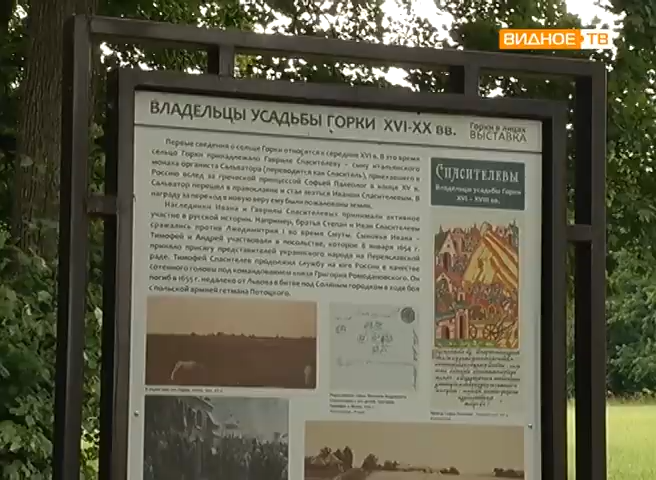 ВИДНОЕ ТВ
ВЛАДЕЛЬЦЫ УСАДЬБЫ ГОРКИ XVI-XX вв.
Горки в лицах
ВЫСТАВКА
Первые сведения о сельце Горки относятся к середине XVI в. В это время
сельцо Горки принадлежало Гавриле Спасителеву – сыну итальянского
монаха органиста Сальватора (переводится как Спаситель), приехавшего в
Россию вслед за греческой принцессой Софьей Палеолог в конце XV в.
Сальватор перешел в православие и стал зваться Иваном Спасителевым. В
награду за переход в новую веру ему были пожалованы земли.
Наследники Ивана и Гаврилы Спасителевых принимали активное
участие в русской истории. Например, братья Степан и Иван Спасителевы
сражались против Лжедмитрия I во время Смуты. Сыновья Ивана –
Тимофей и Андрей участвовали в посольстве, которое 8 января 1654 г.
приняло присягу представителей украинского народа на Переяславской
раде. Тимофей Спасителев продолжил службу на юге России в качестве
сотенного головы под командованием князя Григория Ромодановского. Он
погиб в 1655 г. недалеко от Львова в битве под Соляным городком в ходе боя
с польской армией гетмана Потоцкого.
Спасителевы
Владельцы усадьбы Горки
XVI – XVIII вв.